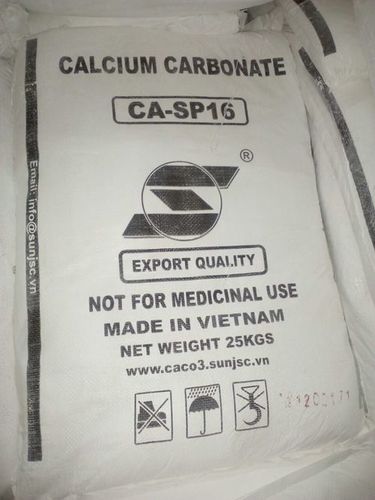 CALCIUM CARBONATE
CA-SP16
®
EXPORT QUALITY
NOT FOR MEDICINAL USE
MADE IN VIETNAM
NET WEIGHT 25KGS
www.caco3.sunjsc.vn
Email: info@sunjsc.vn